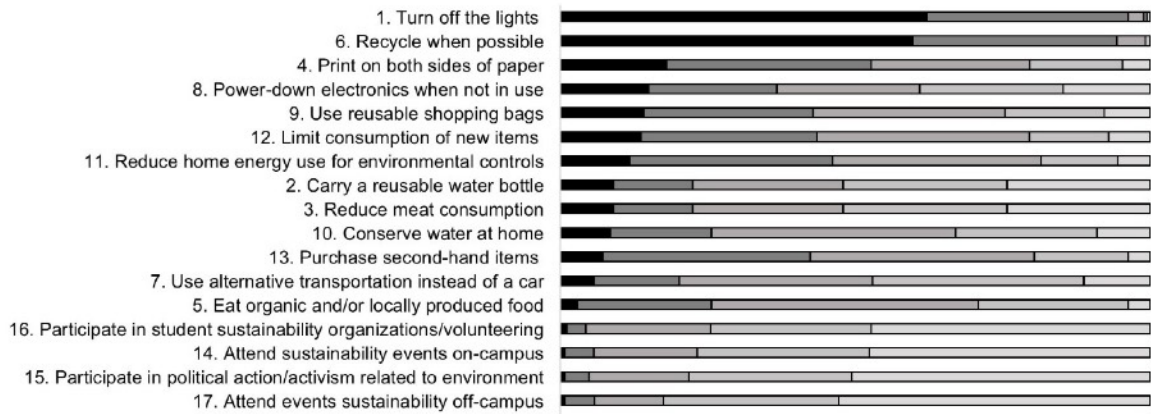 1. Turn off the lights
6. Recycle when possible
4. Print on both sides of paper
8. Power-down electronics when not in use
9. Use reusable shopping bags
12. Limit consumption of new items
11. Reduce home energy use for environmental controls
2. Carry a reusable water bottle
3. Reduce meat consumption
10. Conserve water at home
13. Purchase second-hand items
7. Use alternative transportation instead of a car
5. Eat organic and/or locally produced food
16. Participate in student sustainability organizations/volunteering
14. Attend sustainability events on-campus
15. Participate in political action/activism related to environment
17. Attend events sustainability off-campus